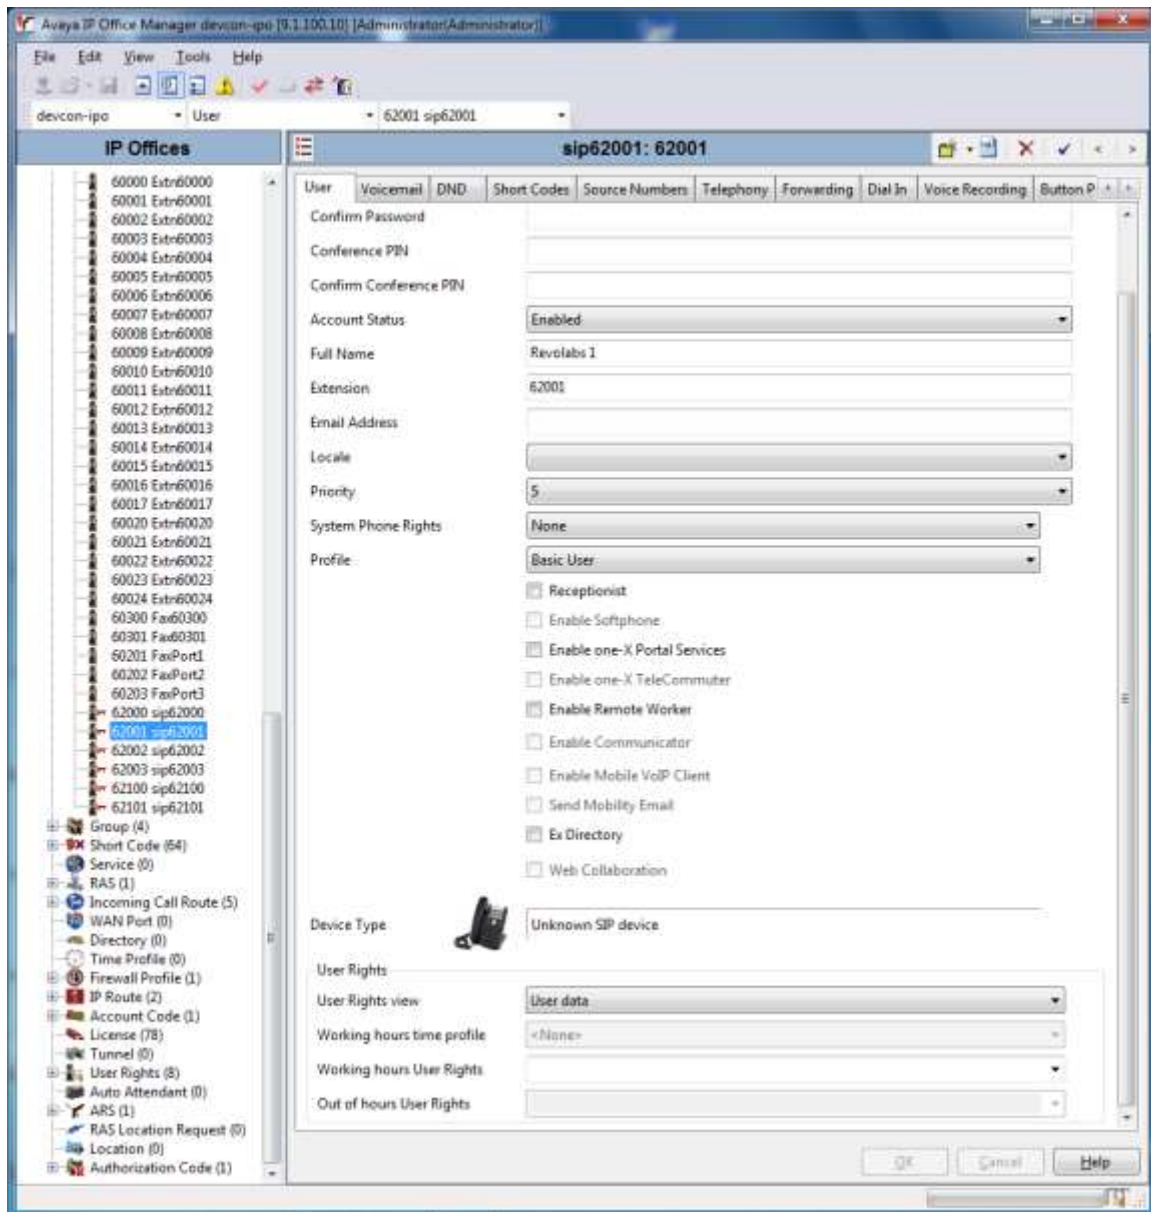 Avaya IP Office Manager devcon-ipo [9.1.100.10] [Administrator(Administrator)]
File Edit View Tools Help
devcon-ipo User 62001 sip62001
IP Offices
sip62001: 62001
60000 Extn60000
60001 Extn60001
60002 Extn60002
60003 Extn60003
60004 Extn60004
60005 Extn60005
60006 Extn60006
60007 Extn60007
60008 Extn60008
60009 Extn60009
60010 Extn60010
60011 Extn60011
60012 Extn60012
60013 Extn60013
60014 Extn60014
60015 Extn60015
60016 Extn60016
60017 Extn60017
60020 Extn60020
60021 Extn60021
60022 Extn60022
60023 Extn60023
60024 Extn60024
60300 Fax60300
60301 Fax60301
60201 FaxPort1
60202 FaxPort2
60203 FaxPort3
62000 sip62000
62001 sip62001
62002 sip62002
62003 sip62003
62100 sip62100
62101 sip62101
Group (4)
Short Code (64)
Service (0)
RAS (1)
Incoming Call Route (5)
WAN Port (0)
Directory (0)
Time Profile (0)
Firewall Profile (1)
IP Route (2)
Account Code (1)
License (78)
Tunnel (0)
User Rights (8)
Auto Attendant (0)
ARS (1)
RAS Location Request (0)
Location (0)
Authorization Code (1)
User Voicemail DND Short Codes Source Numbers Telephony Forwarding Dial In Voice Recording Button P
Confirm Password
Conference PIN
Confirm Conference PIN
Account Status Enabled
Full Name Revolabs 1
Extension 62001
Email Address
Locale
Priority 5
System Phone Rights None
Profile Basic User
Receptionist
Enable Softphone
Enable one-X Portal Services
Enable one-X TeleCommuter
Enable Remote Worker
Enable Communicator
Enable Mobile VoIP Client
Send Mobility Email
Ex Directory
Web Collaboration
Device Type Unknown SIP device
User Rights
User Rights view User data
Working hours time profile <None>
Working hours User Rights
Out of hours User Rights
OK Cancel Help